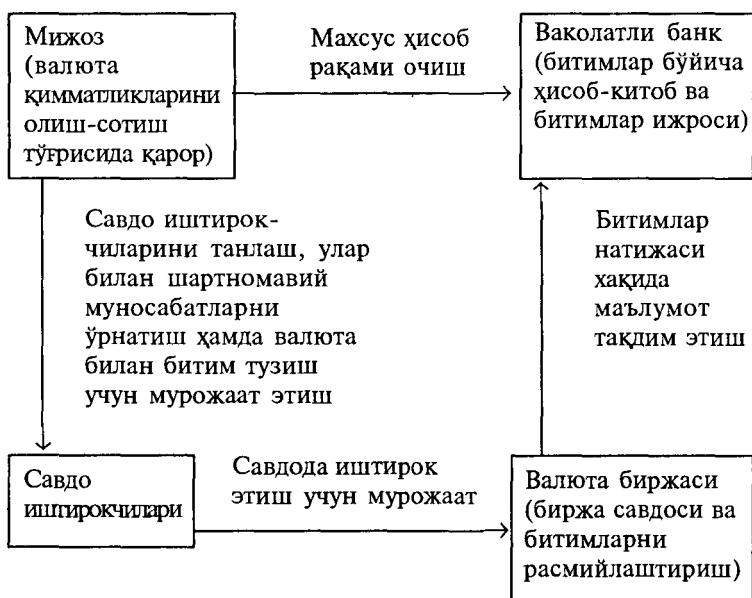 Мижоз
(валюта
қимматликларини
олиш-сотиш
тўғрисида қарор)
Махсус ҳисоб
рақами очиш
Ваколатли банк
(битимлар бўйича
ҳисоб-китоб ва
битимлар ижроси)
Савдо иштирок-
чиларини танлаш, улар
билан шартномавий
муносабатларни
ўрнатиш ҳамда валюта
билан битим тузиш
учун мурожаат этиш
Битимлар
натижаси
хақида
маълумот
тақдим этиш
Савдо
иштирокчилари
Савдода иштирок
этиш учун мурожаат
Валюта биржаси
(биржа савдоси ва
битимларни
расмийлаштириш)